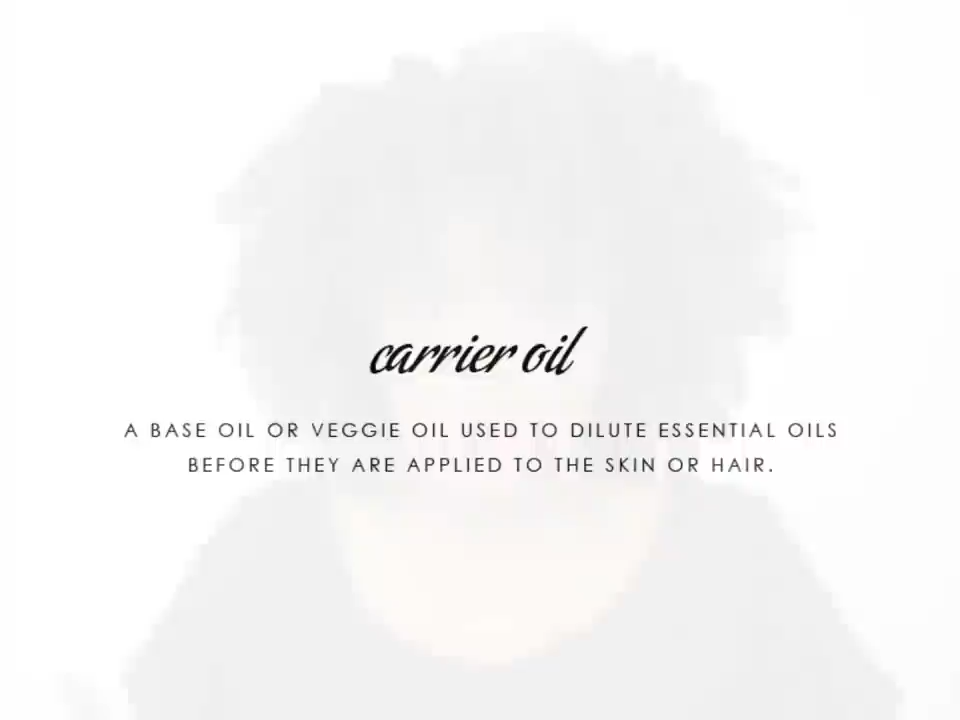 carrier oil
A BASE OIL OR VEGGIE OIL USED TO DILUTE ESSENTIAL OILS
BEFORE THEY ARE APPLIED TO THE SKIN OR HAIR.